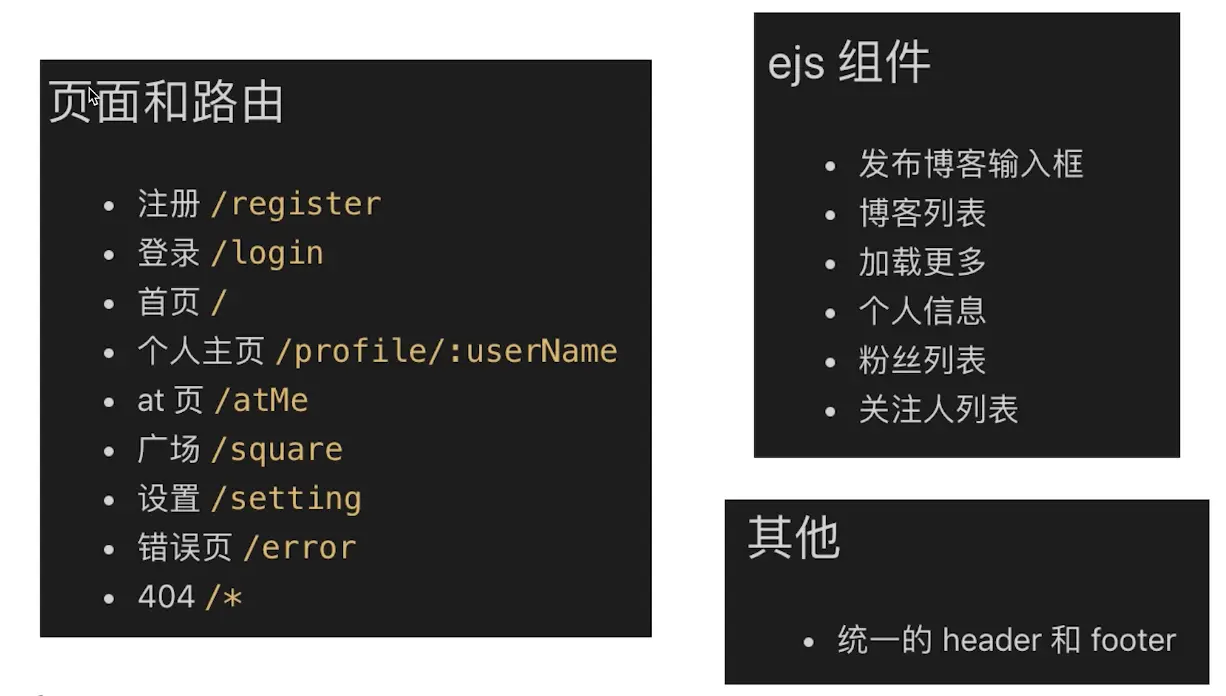 页面和路由
注册 /register
登录 /login
首页 /
个人主页 /profile/:userName
at 页 /atMe
广场 /square
设置 /setting
错误页 /error
404 /*
ejs 组件
发布博客输入框
博客列表
加载更多
个人信息
粉丝列表
关注人列表
其他
统一的 header 和 footer